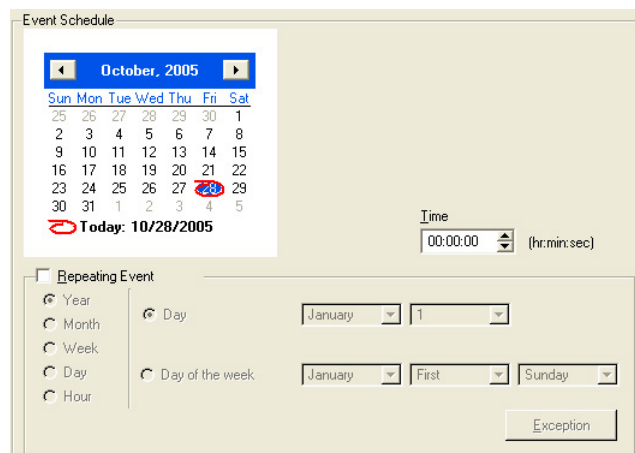 Event Schedule
October, 2005
Sun Mon Tue Wed Thu Fri Sat
25 26 27 28 29 30 1
2 3 4 5 6 7 8
9 10 11 12 13 14 15
16 17 18 19 20 21 22
23 24 25 26 27 28 29
30 31 1 2 3 4 5
Today: 10/28/2005
Time
00:00:00 (hr:min:sec)
Repeating Event
Year
Month
Week
Day
Hour
Day January 1
Day of the week January First Sunday
Exception